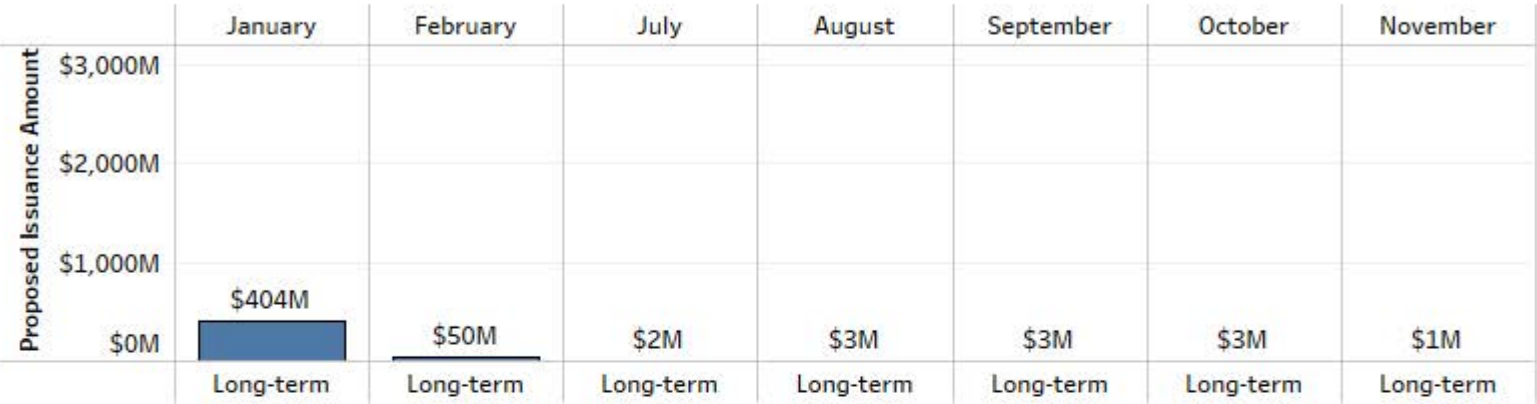 January February July August September October November
Proposed Issuance Amount
$3,000M
$2,000M
$1,000M
$0M
$404M $50M $2M $3M $3M $3M $1M
Long-term Long-term Long-term Long-term Long-term Long-term Long-term